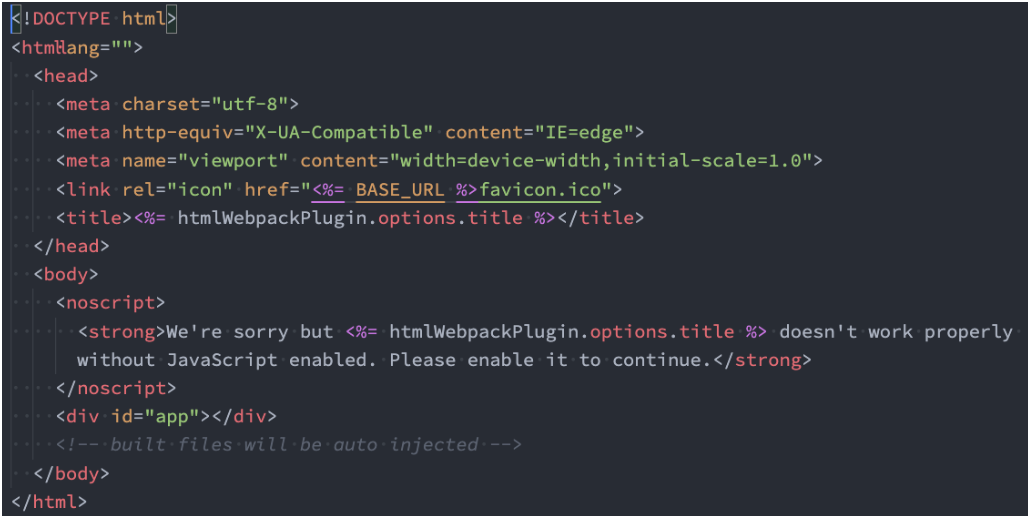 <!DOCTYPE html>
<html lang="">
  <head>
    <meta charset="utf-8">
    <meta http-equiv="X-UA-Compatible" content="IE=edge">
    <meta name="viewport" content="width=device-width,initial-scale=1.0">
    <link rel="icon" href="<%= BASE_URL %>favicon.ico">
    <title><%= htmlWebpackPlugin.options.title %></title>
  </head>
  <body>
    <noscript>
      <strong>We're sorry but <%= htmlWebpackPlugin.options.title %> doesn't work properly
      without JavaScript enabled. Please enable it to continue.</strong>
    </noscript>
    <div id="app"></div>
    <!-- built files will be auto injected -->
  </body>
</html>